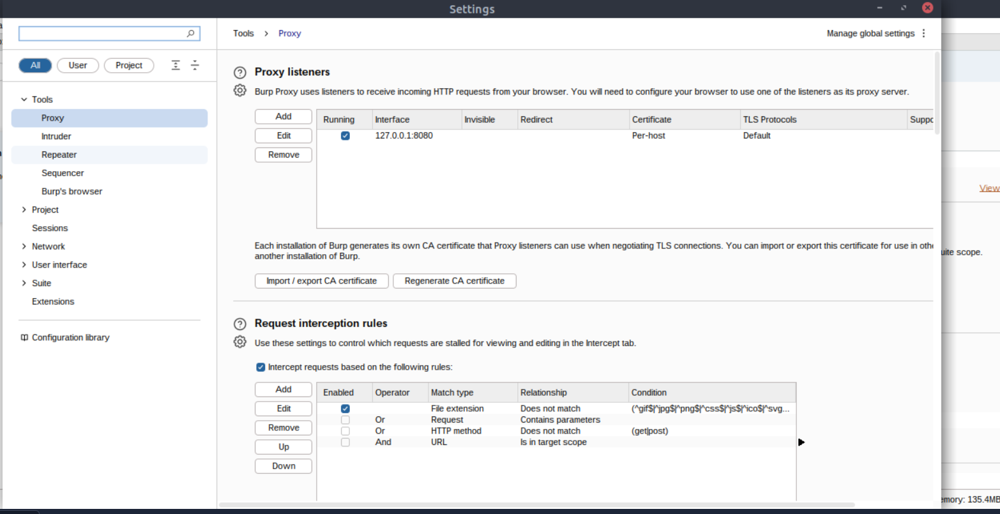 Settings
All
User
Project
Tools
Proxy
Intruder
Repeater
Sequencer
Burp's browser
Project
Sessions
Network
User interface
Suite
Extensions
Configuration library
Tools > Proxy
Manage global settings
Proxy listeners
Burp Proxy uses listeners to receive incoming HTTP requests from your browser. You will need to configure your browser to use one of the listeners as its proxy server.
Add
Edit
Remove
Running Interface Invisible Redirect Certificate TLS Protocols Suppo
127.0.0.1:8080 Per-host Default
Each installation of Burp generates its own CA certificate that Proxy listeners can use when negotiating TLS connections. You can import or export this certificate for use in othe
another installation of Burp.
Import / export CA certificate
Regenerate CA certificate
Request interception rules
Use these settings to control which requests are stalled for viewing and editing in the Intercept tab.
Intercept requests based on the following rules:
Add
Edit
Remove
Up
Down
Enabled Operator Match type Relationship Condition
File extension Does not match (^gif$|^jpg$|^png$|^css$|^js$|^ico$|^svg...
Or Request Contains parameters
Or HTTP method Does not match (get|post)
And URL Is in target scope
View
uite scope.
emory: 135.4MB